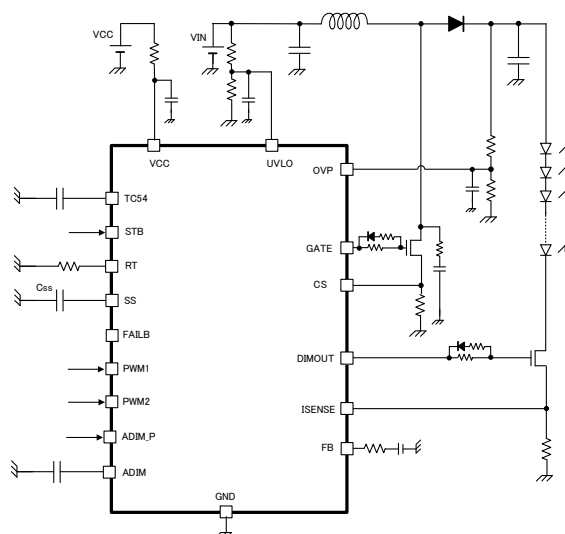 VCC
VIN
VCC
UVLO
OVP
TC54
STB
GATE
RT
CS
Css
SS
FAILB
DIMOUT
PWM1
PWM2
ISENSE
ADIM_P
FB
ADIM
GND